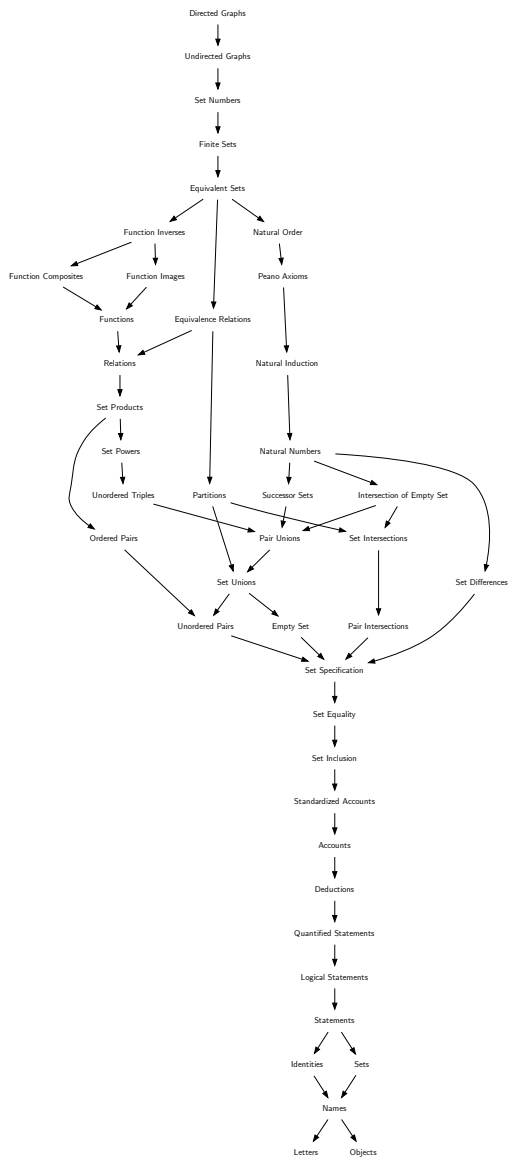 Directed Graphs
Undirected Graphs
Set Numbers
Finite Sets
Equivalent Sets
Function Inverses
Natural Order
Function Composites
Function Images
Peano Axioms
Functions
Equivalence Relations
Relations
Natural Induction
Set Products
Set Powers
Natural Numbers
Unordered Triples
Partitions
Successor Sets
Intersection of Empty Set
Ordered Pairs
Pair Unions
Set Intersections
Set Unions
Set Differences
Unordered Pairs
Empty Set
Pair Intersections
Set Specification
Set Equality
Set Inclusion
Standardized Accounts
Accounts
Deductions
Quantified Statements
Logical Statements
Statements
Identities
Sets
Names
Letters
Objects